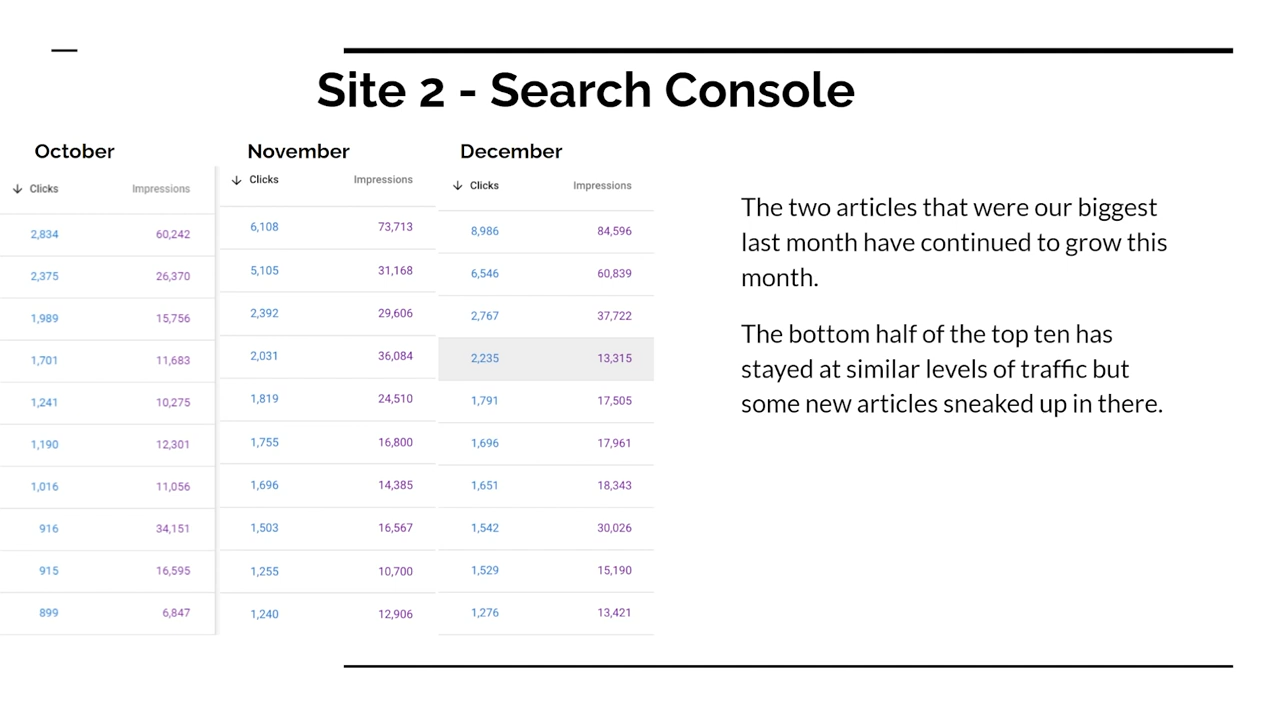 Site 2 - Search Console
October
Clicks Impressions
2,834 60,242
2,375 26,370
1,989 15,756
1,701 11,683
1,241 10,275
1,190 12,301
1,016 11,056
916 34,151
915 16,595
899 6,847
November
Clicks Impressions
6,108 73,713
5,105 31,168
2,392 29,606
2,031 36,084
1,819 24,510
1,755 16,800
1,696 14,385
1,503 16,567
1,255 10,700
1,240 12,906
December
Clicks Impressions
8,986 84,596
6,546 60,839
2,767 37,722
2,235 13,315
1,791 17,505
1,696 17,961
1,651 18,343
1,542 30,026
1,529 15,190
1,276 13,421
The two articles that were our biggest
last month have continued to grow this
month.
The bottom half of the top ten has
stayed at similar levels of traffic but
some new articles sneaked up in there.